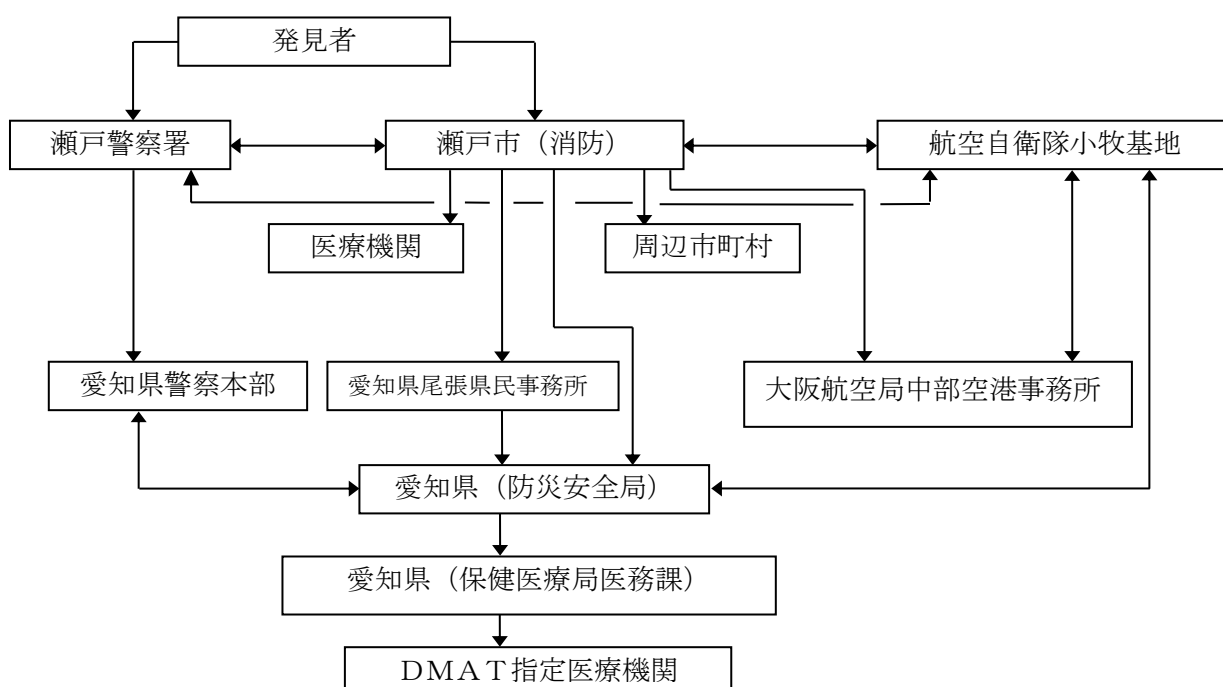 発見者
瀬戸警察署
瀬戸市（消防）
航空自衛隊小牧基地
医療機関
周辺市町村
愛知県警察本部
愛知県尾張県民事務所
大阪航空局中部空港事務所
愛知県（防災安全局）
愛知県（保健医療局医務課）
ＤＭＡＴ指定医療機関